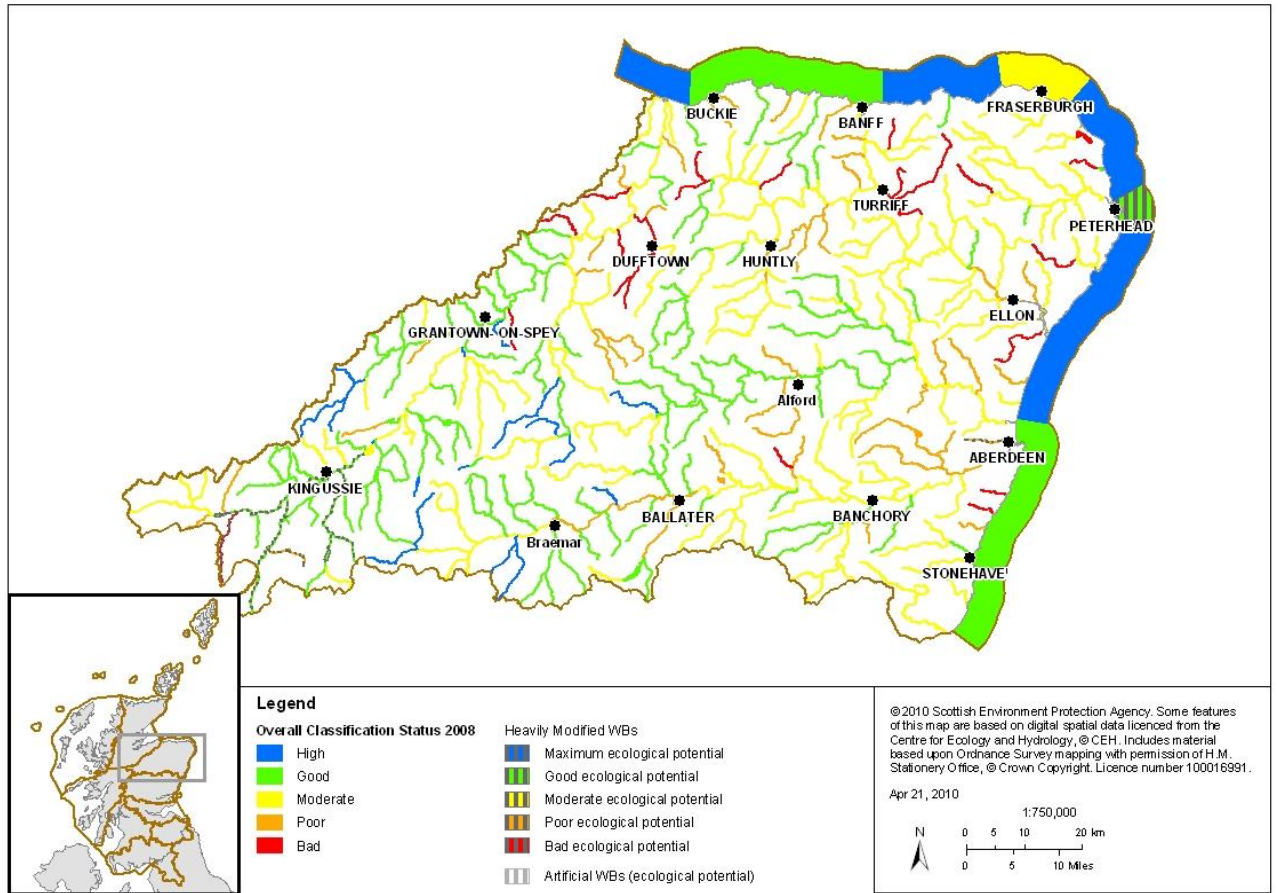 BUCKIE
BANFF
FRASERBURGH
TURRIFF
PETERHEAD
DUFFTOWN
HUNTLY
ELLON
GRANTOWN-ON-SPEY
Alford
ABERDEEN
KINGUSSIE
BALLATER
BANCHORY
Braemar
STONEHAVE'
Legend
Overall Classification Status 2008
High
Good
Moderate
Poor
Bad
Heavily Modified WBs
Maximum ecological potential
Good ecological potential
Moderate ecological potential
Poor ecological potential
Bad ecological potential
Artificial WBs (ecological potential)
©2010 Scottish Environment Protection Agency. Some features
of this map are based on digital spatial data licenced from the
Centre for Ecology and Hydrology, © CEH. Includes material
based upon Ordnance Survey mapping with permission of H.M.
Stationery Office, © Crown Copyright. Licence number 100016991.
Apr 21, 2010
1:750,000
N
0 5 10 20 km
0 5 10 Miles